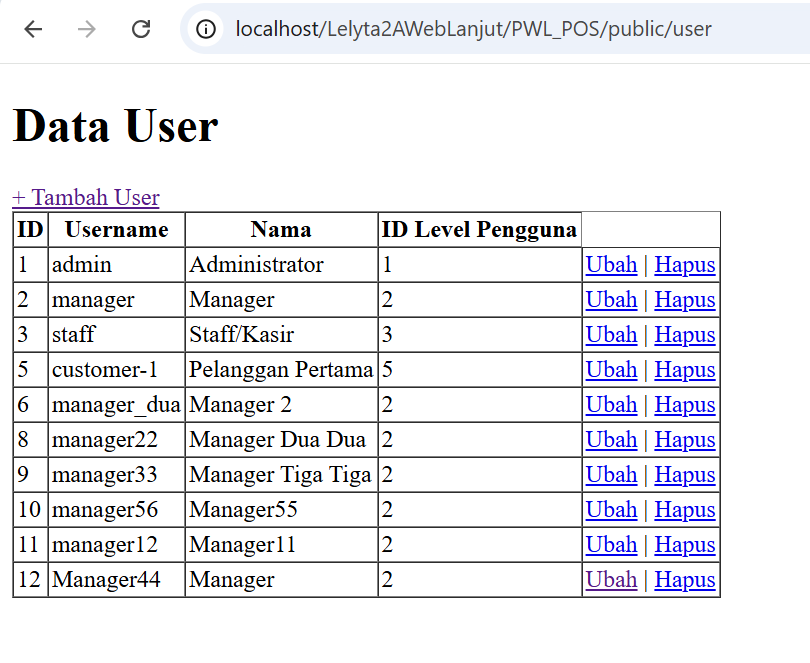 localhost/Lelyta2AWebLanjut/PWL_POS/public/user
Data User
+ Tambah User
ID Username Nama ID Level Pengguna
1 admin Administrator 1 Ubah | Hapus
2 manager Manager 2 Ubah | Hapus
3 staff Staff/Kasir 3 Ubah | Hapus
5 customer-1 Pelanggan Pertama 5 Ubah | Hapus
6 manager_dua Manager 2 2 Ubah | Hapus
8 manager22 Manager Dua Dua 2 Ubah | Hapus
9 manager33 Manager Tiga Tiga 2 Ubah | Hapus
10 manager56 Manager55 2 Ubah | Hapus
11 manager12 Manager11 2 Ubah | Hapus
12 Manager44 Manager 2 Ubah | Hapus